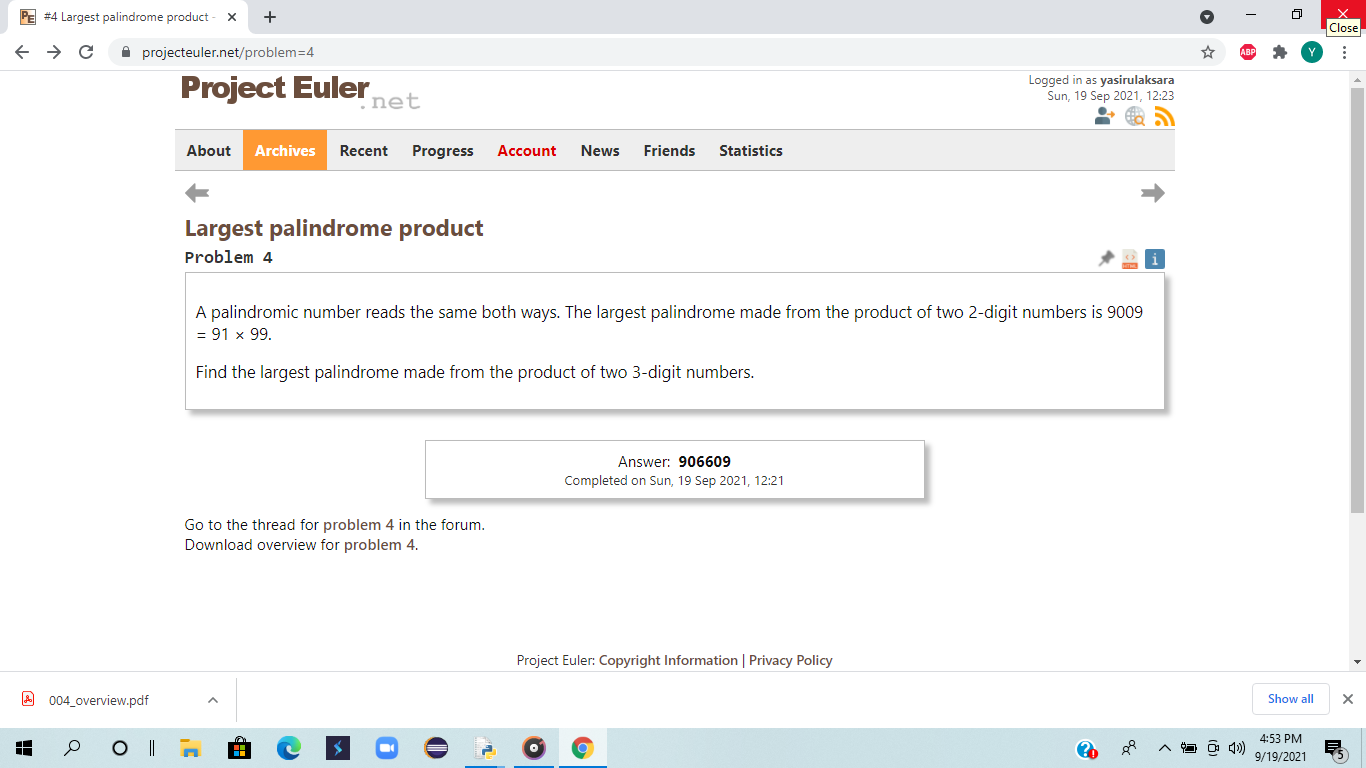 #4 Largest palindrome product -
Close
projecteuler.net/problem=4
ABP
Y
Project Euler
.net
Logged in as yasirulaksara
Sun, 19 Sep 2021, 12:23
About Archives Recent Progress Account News Friends Statistics
Largest palindrome product
Problem 4
A palindromic number reads the same both ways. The largest palindrome made from the product of two 2-digit numbers is 9009
= 91 × 99.
Find the largest palindrome made from the product of two 3-digit numbers.
Answer: 906609
Completed on Sun, 19 Sep 2021, 12:21
Go to the thread for problem 4 in the forum.
Download overview for problem 4.
Project Euler: Copyright Information | Privacy Policy
004_overview.pdf
Show all
4:53 PM
9/19/2021
5